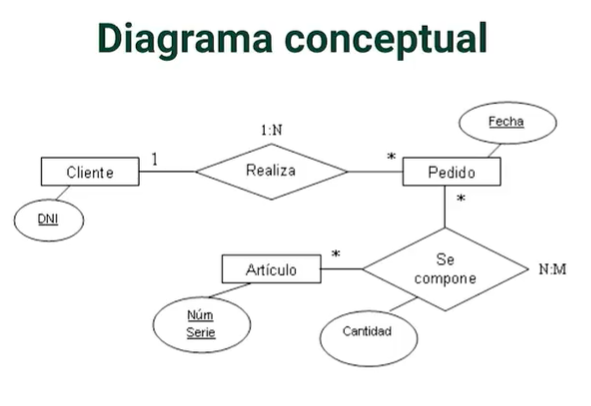 Diagrama conceptual
Fecha
1:N
Cliente
1
Realiza
*
Pedido
*
DNI
Se
compone
N:M
Artículo
*
Núm
Serie
Cantidad